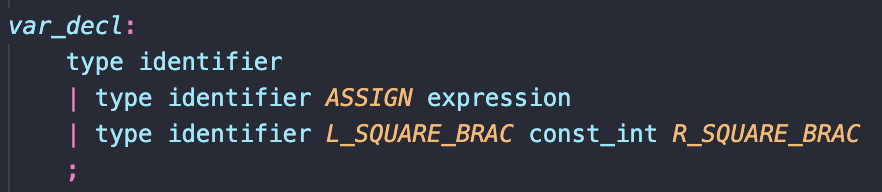 var_decl:
type identifier
| type identifier ASSIGN expression
| type identifier L_SQUARE_BRAC const_int R_SQUARE_BRAC
;